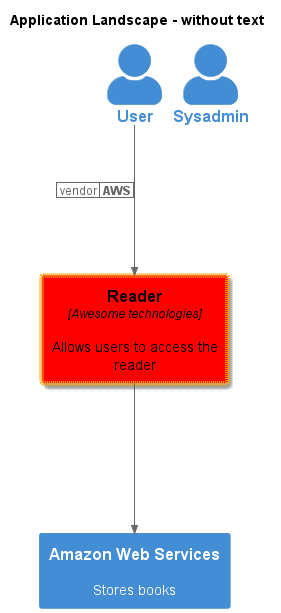 Application Landscape - without text
User Sysadmin
vendor AWS
Reader
[Awesome technologies]
Allows users to access the
reader
Amazon Web Services
Stores books